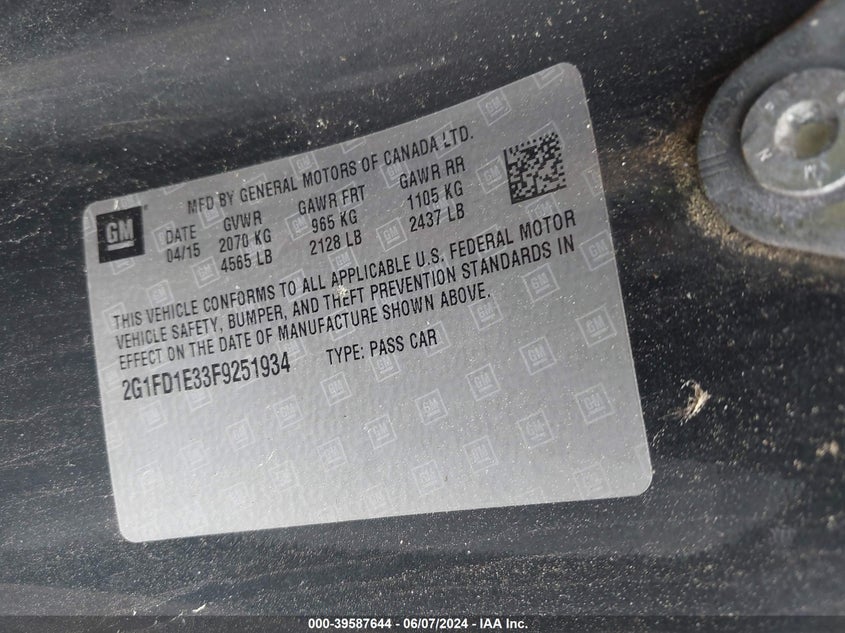 GM
MFD BY GENERAL MOTORS OF CANADA LTD.
DATE GVWR GAWR FRT GAWR RR
04/15 2070 KG 965 KG 1105 KG
4565 LB 2128 LB 2437 LB
THIS VEHICLE CONFORMS TO ALL APPLICABLE U.S. FEDERAL MOTOR
VEHICLE SAFETY, BUMPER, AND THEFT PREVENTION STANDARDS IN
EFFECT ON THE DATE OF MANUFACTURE SHOWN ABOVE.
2G1FD1E33F9251934 TYPE: PASS CAR
000-39587644 - 06/07/2024 - IAA Inc.